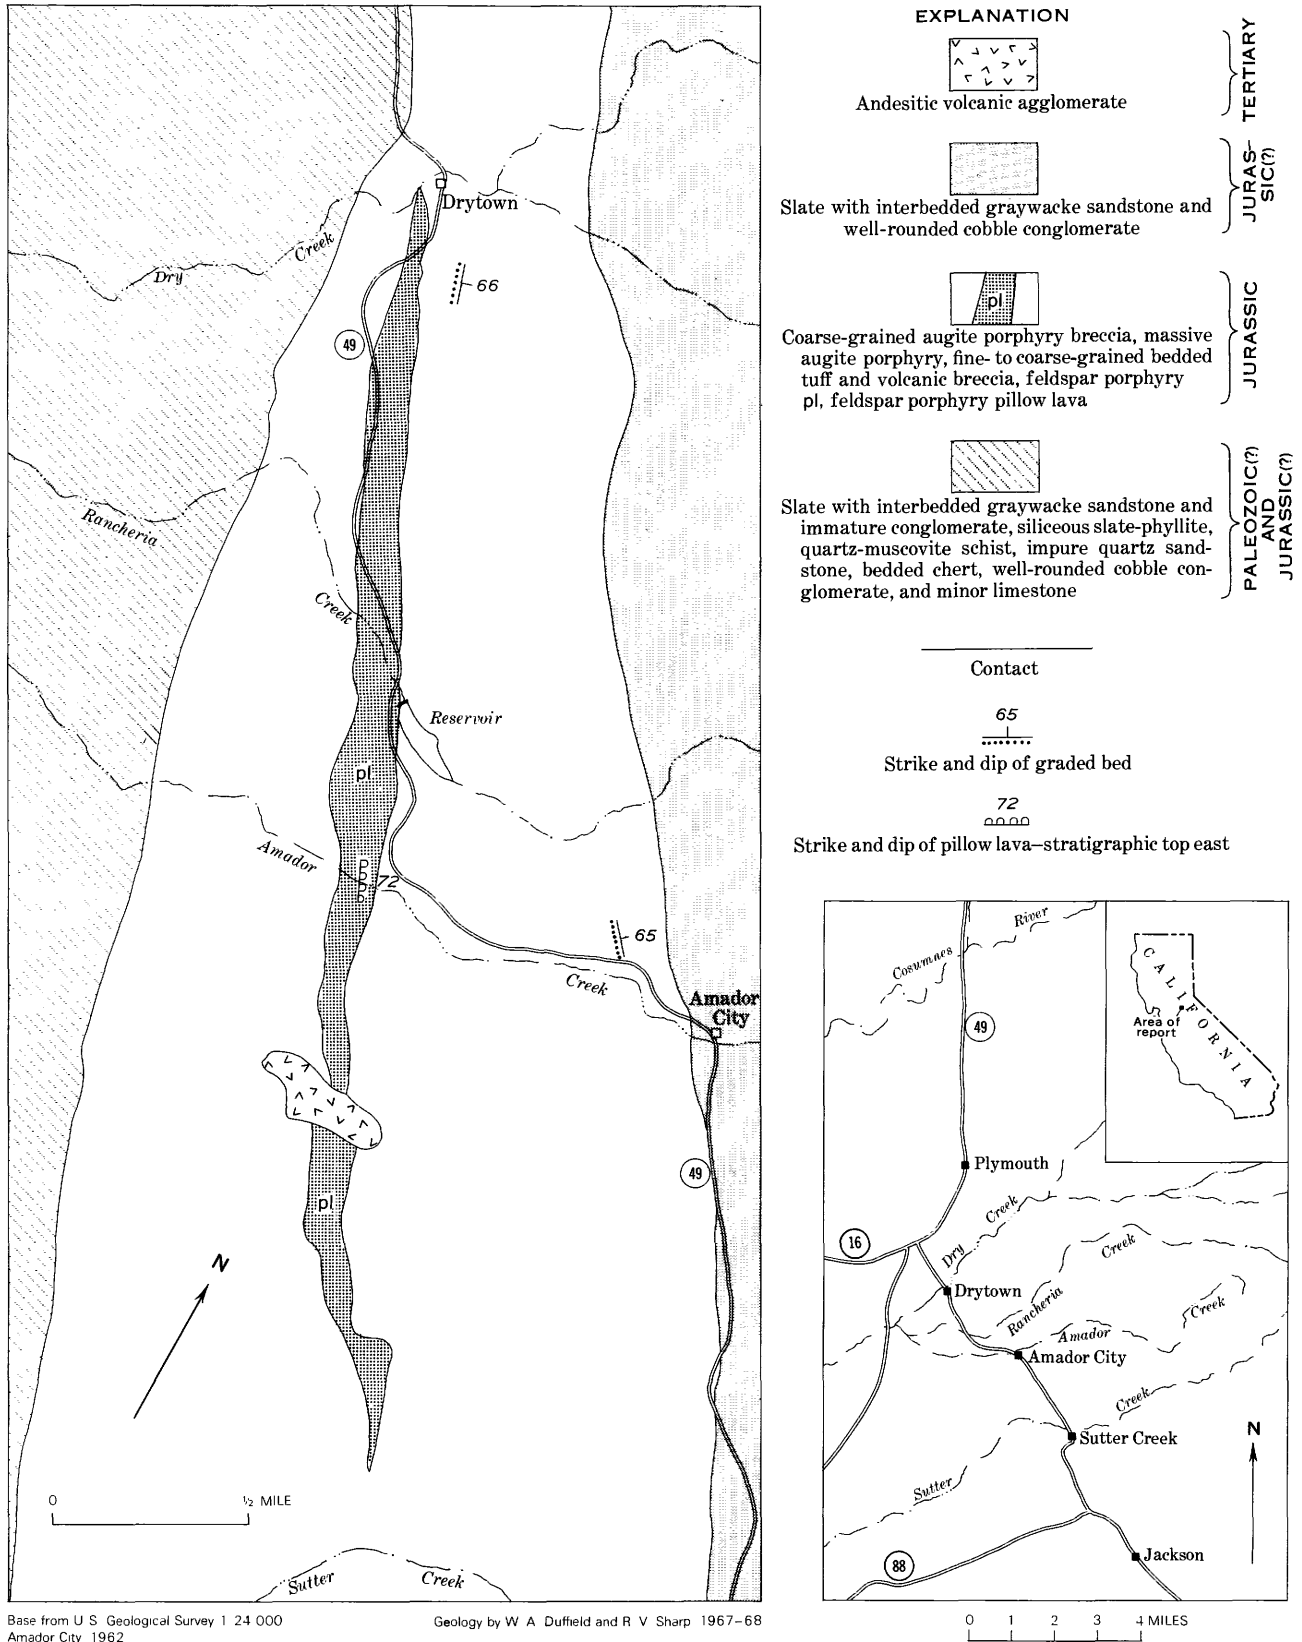 Drytown
Creek
Dry
66
49
Rancheria
Creek
Reservoir
pl
Amador
72
65
Creek
Amador
City
49
pl
N
0 ½ MILE
Sutter Creek
Base from U S Geological Survey 1 24 000
Amador City 1962
Geology by W A Duffield and R V Sharp 1967–68
EXPLANATION
Andesitic volcanic agglomerate
TERTIARY
Slate with interbedded graywacke sandstone and
well-rounded cobble conglomerate
JURAS–
SIC(?)
pl
Coarse-grained augite porphyry breccia, massive
augite porphyry, fine- to coarse-grained bedded
tuff and volcanic breccia, feldspar porphyry
pl, feldspar porphyry pillow lava
JURASSIC
Slate with interbedded graywacke sandstone and
immature conglomerate, siliceous slate-phyllite,
quartz-muscovite schist, impure quartz sand-
stone, bedded chert, well-rounded cobble con-
glomerate, and minor limestone
PALEOZOIC(?)
AND
JURASSIC(?)
Contact
65
Strike and dip of graded bed
72
Strike and dip of pillow lava—stratigraphic top east
Cosumnes River
CALIFORNIA
Area of
report
49
Plymouth
16
Dry Creek
Creek
Drytown
Rancheria
Amador
Creek
Amador City
Creek
Sutter Creek
Sutter
N
88
Jackson
0 1 2 3 4 MILES